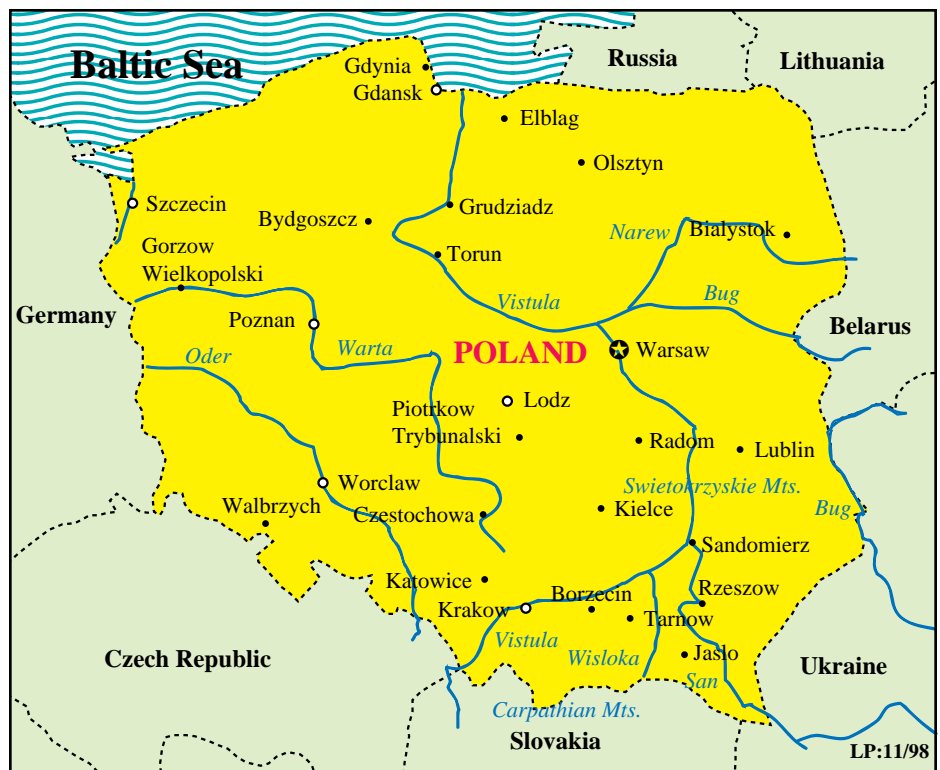 Baltic Sea
Russia
Lithuania
Gdynia
Gdansk
Elblag
Olsztyn
Szczecin
Bydgoszcz
Grudziadz
Narew
Bialystok
Gorzow
Wielkopolski
Torun
Germany
Poznan
Vistula
Bug
Belarus
Oder
Warta
POLAND
Warsaw
Piotrkow
Trybunalski
Lodz
Radom
Lublin
Worclaw
Swietokrzyskie Mts.
Walbrzych
Czestochowa
Kielce
Bug
Sandomierz
Katowice
Krakow
Borzecin
Rzeszow
Tarnow
Vistula
Wisloka
Jaslo
San
Czech Republic
Ukraine
Carpathian Mts.
Slovakia
LP:11/98